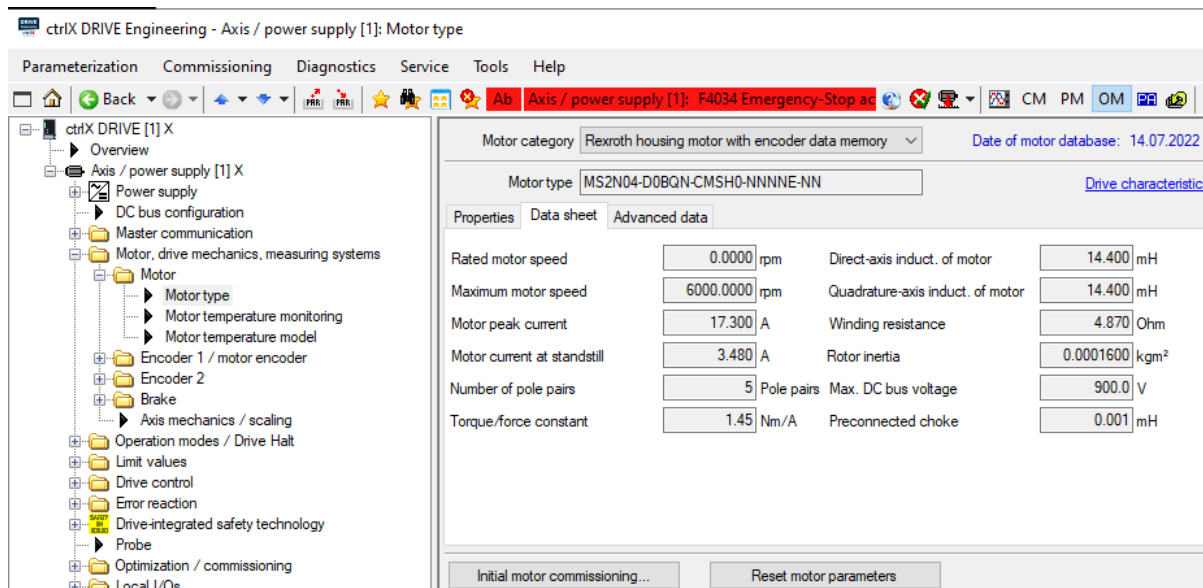 ctrlX DRIVE Engineering - Axis / power supply [1]: Motor type
Parameterization Commissioning Diagnostics Service Tools Help
Back PAR PAR Ab Axis / power supply [1]: F4034 Emergency-Stop ac CM PM OM
ctrlX DRIVE [1] X
Overview
Axis / power supply [1] X
Power supply
DC bus configuration
Master communication
Motor, drive mechanics, measuring systems
Motor
Motor type
Motor temperature monitoring
Motor temperature model
Encoder 1 / motor encoder
Encoder 2
Brake
Axis mechanics / scaling
Operation modes / Drive Halt
Limit values
Drive control
Error reaction
Drive-integrated safety technology
Probe
Optimization / commissioning
Local I/Os
Motor category Rexroth housing motor with encoder data memory Date of motor database: 14.07.2022
Motor type MS2N04-D0BQN-CMSH0-NNNNE-NN Drive characteristic
Properties Data sheet Advanced data
Rated motor speed 0.0000 rpm Direct-axis induct. of motor 14.400 mH
Maximum motor speed 6000.0000 rpm Quadrature-axis induct. of motor 14.400 mH
Motor peak current 17.300 A Winding resistance 4.870 Ohm
Motor current at standstill 3.480 A Rotor inertia 0.0001600 kgm²
Number of pole pairs 5 Pole pairs Max. DC bus voltage 900.0 V
Torque/force constant 1.45 Nm/A Preconnected choke 0.001 mH
Initial motor commissioning... Reset motor parameters